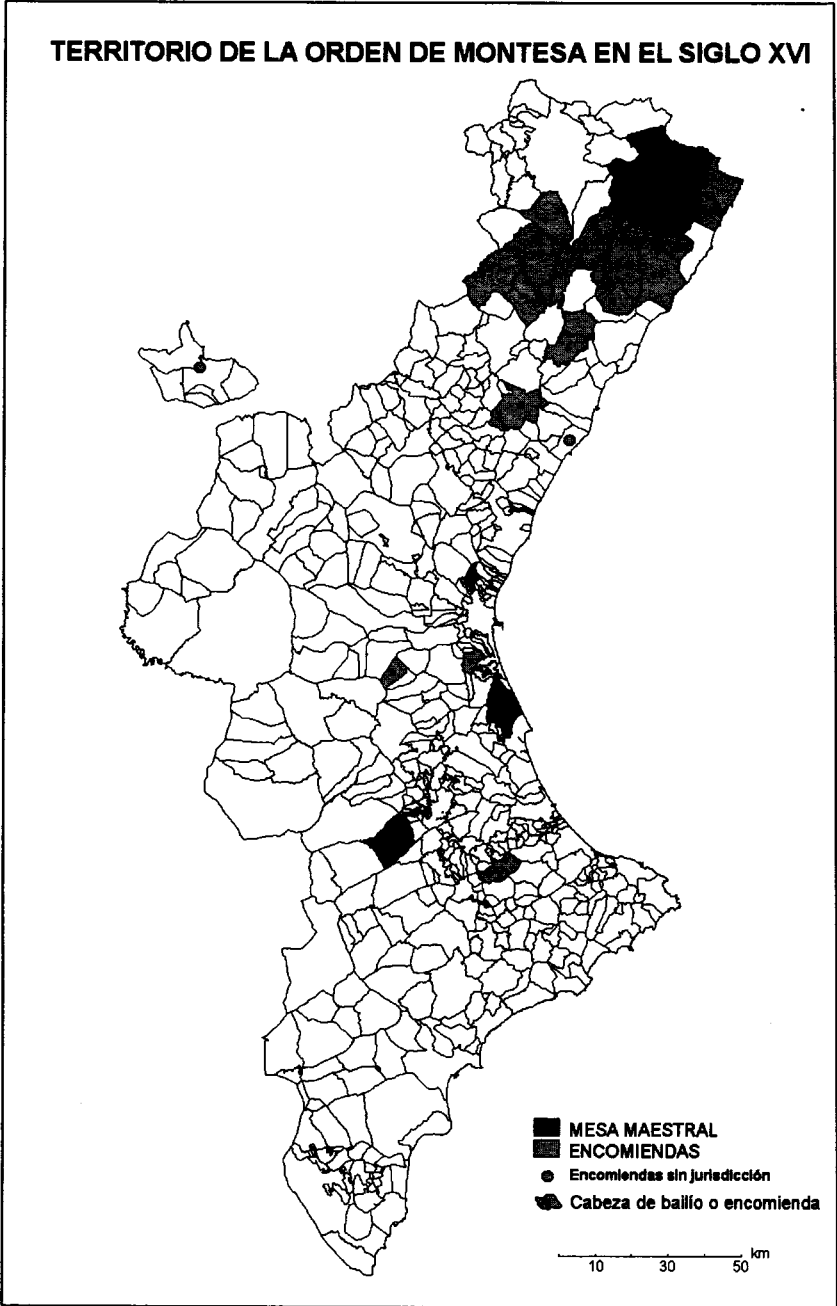 TERRITORIO DE LA ORDEN DE MONTESA EN EL SIGLO XVI
MESA MAESTRAL
ENCOMIENDAS
Encomiendas sin jurisdicción
Cabeza de bailío o encomienda
km
10 30 50